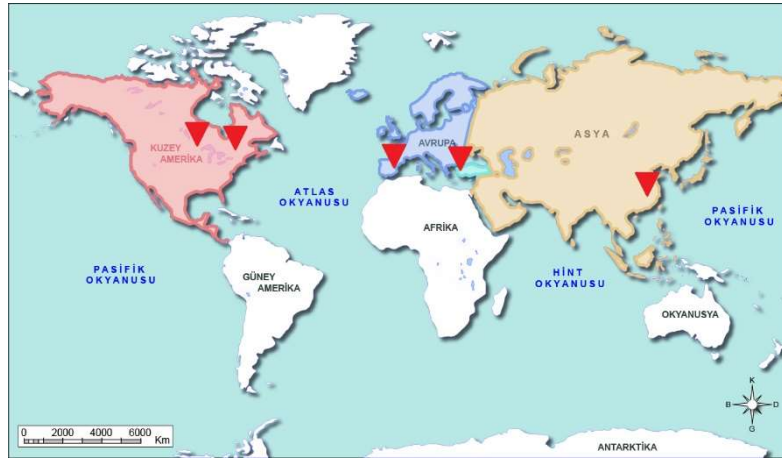 KUZEY
AMERİKA
AVRUPA
ASYA
ATLAS
OKYANUSU
PASİFİK
OKYANUSU
AFRİKA
PASİFİK
OKYANUSU
GÜNEY
AMERİKA
HİNT
OKYANUSU
OKYANUSYA
K
B D
G
0 2000 4000 6000
Km
ANTARKTİKA